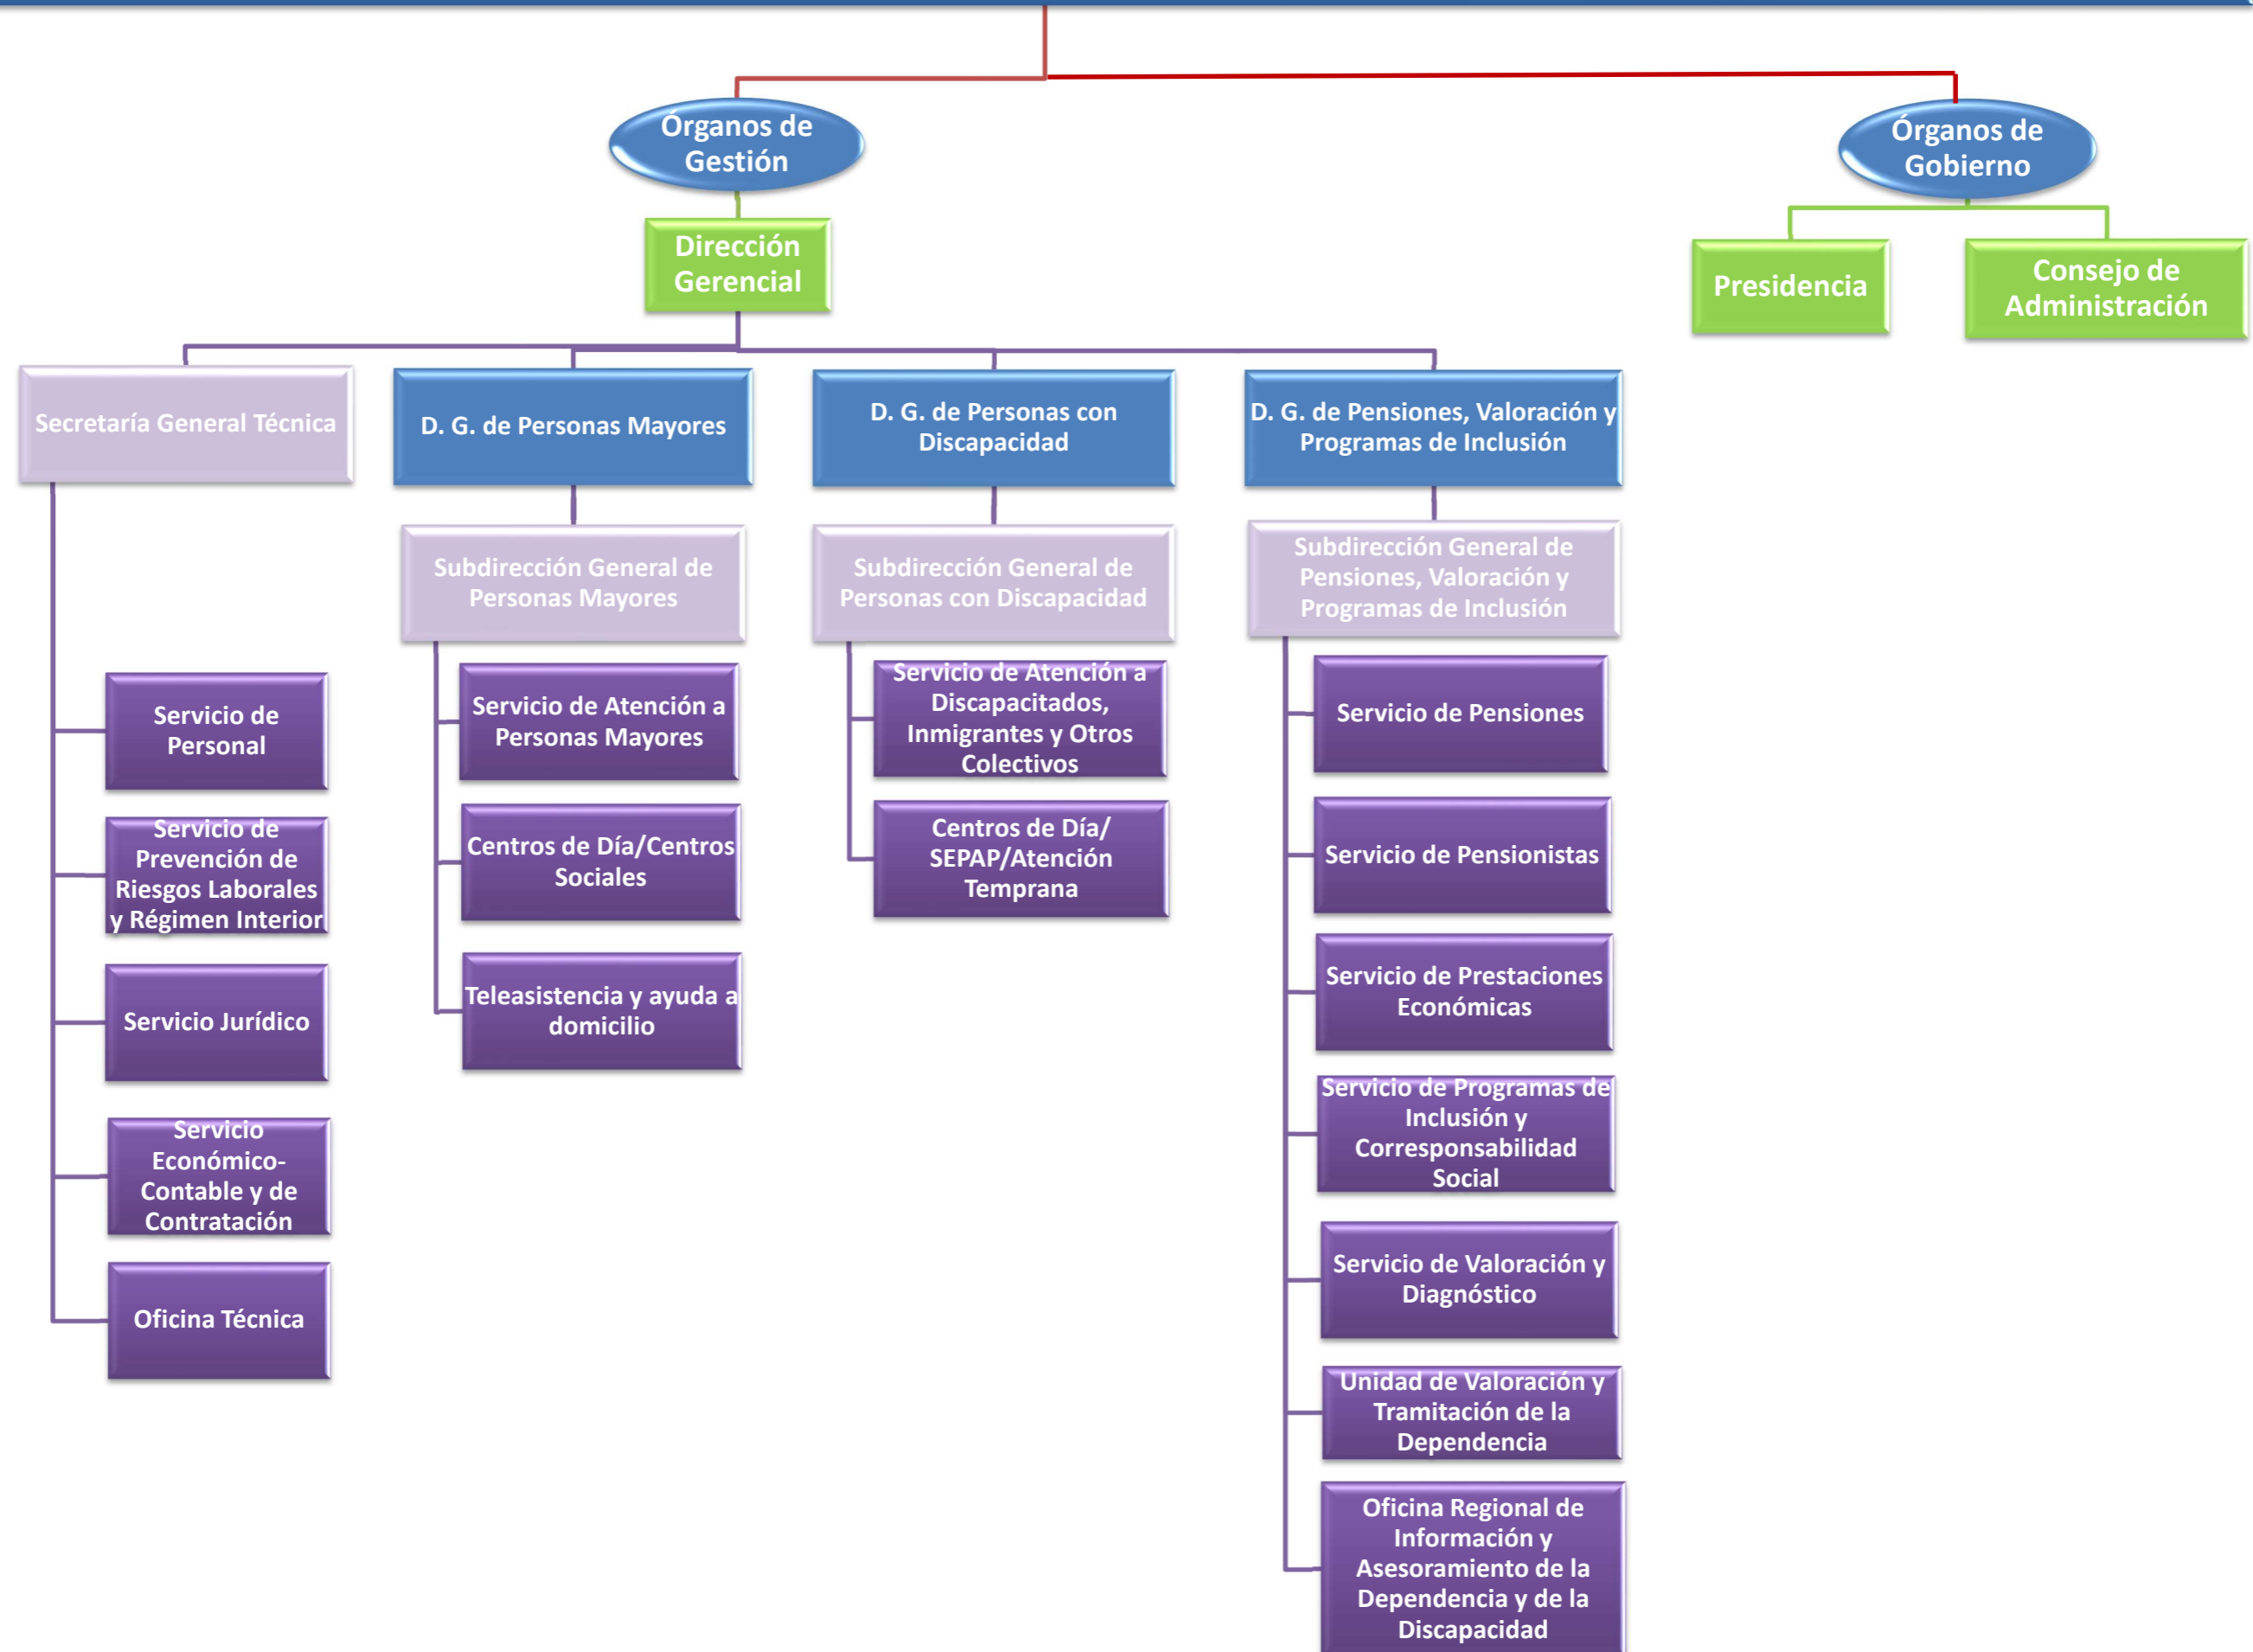 Órganos de
Gestión
Órganos de
Gobierno
Dirección
Gerencial
Presidencia
Consejo de
Administración
Secretaría General Técnica
D. G. de Personas Mayores
D. G. de Personas con
Discapacidad
D. G. de Pensiones, Valoración y
Programas de Inclusión
Subdirección General de
Personas Mayores
Subdirección General de
Personas con Discapacidad
Subdirección General de
Pensiones, Valoración y
Programas de Inclusión
Servicio de
Personal
Servicio de
Prevención de
Riesgos Laborales
y Régimen Interior
Servicio Jurídico
Servicio
Económico-
Contable y de
Contratación
Oficina Técnica
Servicio de Atención a
Personas Mayores
Centros de Día/Centros
Sociales
Teleasistencia y ayuda a
domicilio
Servicio de Atención a
Discapacitados,
Inmigrantes y Otros
Colectivos
Centros de Día/
SEPAP/Atención
Temprana
Servicio de Pensiones
Servicio de Pensionistas
Servicio de Prestaciones
Económicas
Servicio de Programas de
Inclusión y
Corresponsabilidad
Social
Servicio de Valoración y
Diagnóstico
Unidad de Valoración y
Tramitación de la
Dependencia
Oficina Regional de
Información y
Asesoramiento de la
Dependencia y de la
Discapacidad